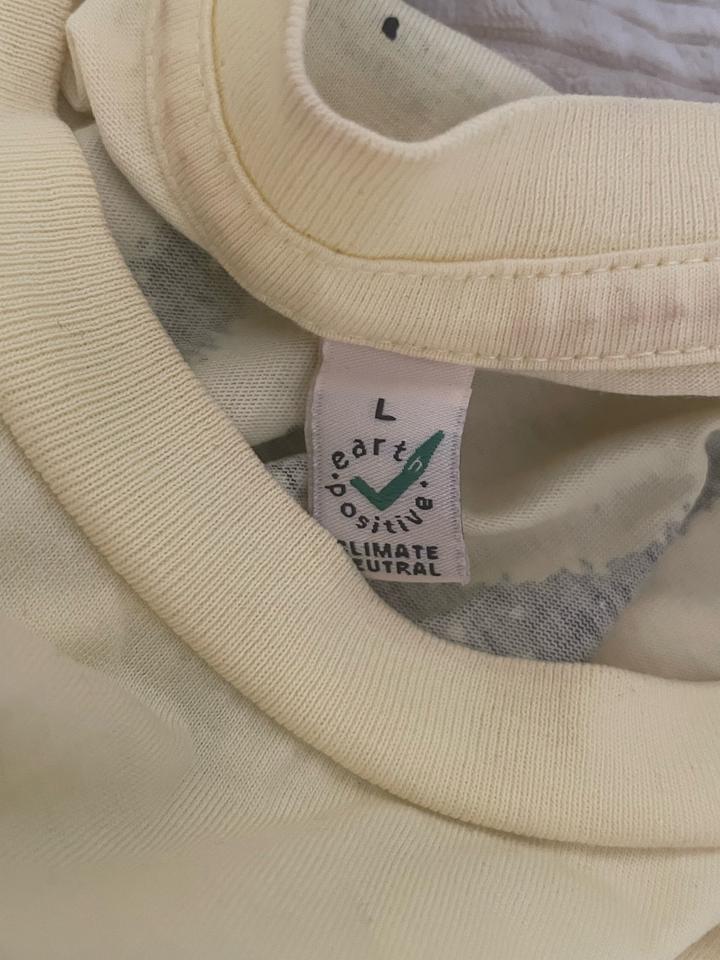 L
earth
positive
CLIMATE
NEUTRAL